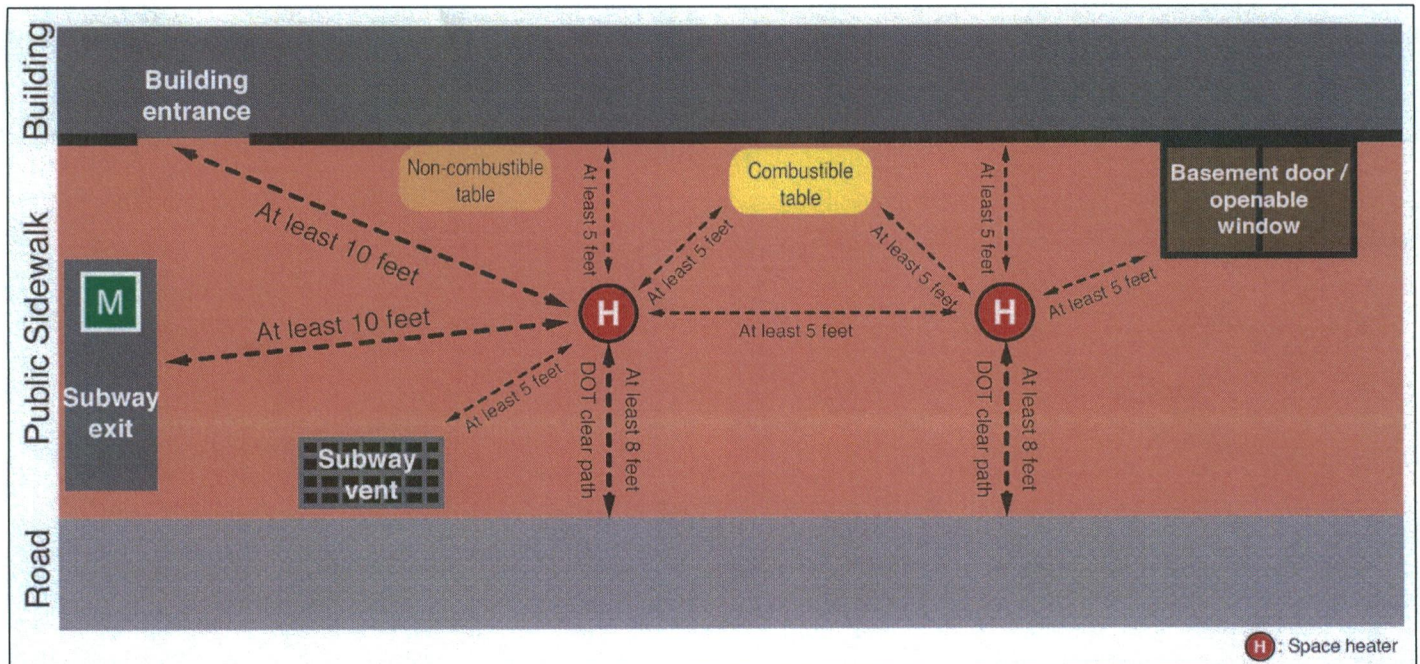 Building
Building
entrance
Non-combustible
table
At least 5 feet
Combustible
table
At least 5 feet
Basement door /
openable
window
Public Sidewalk
At least 10 feet
At least 5 feet
At least 5 feet
At least 5 feet
M
H
H
At least 10 feet
At least 5 feet
Subway
exit
At least 5 feet
At least 8 feet
DOT clear path
At least 8 feet
DOT clear path
Subway
vent
Road
H : Space heater